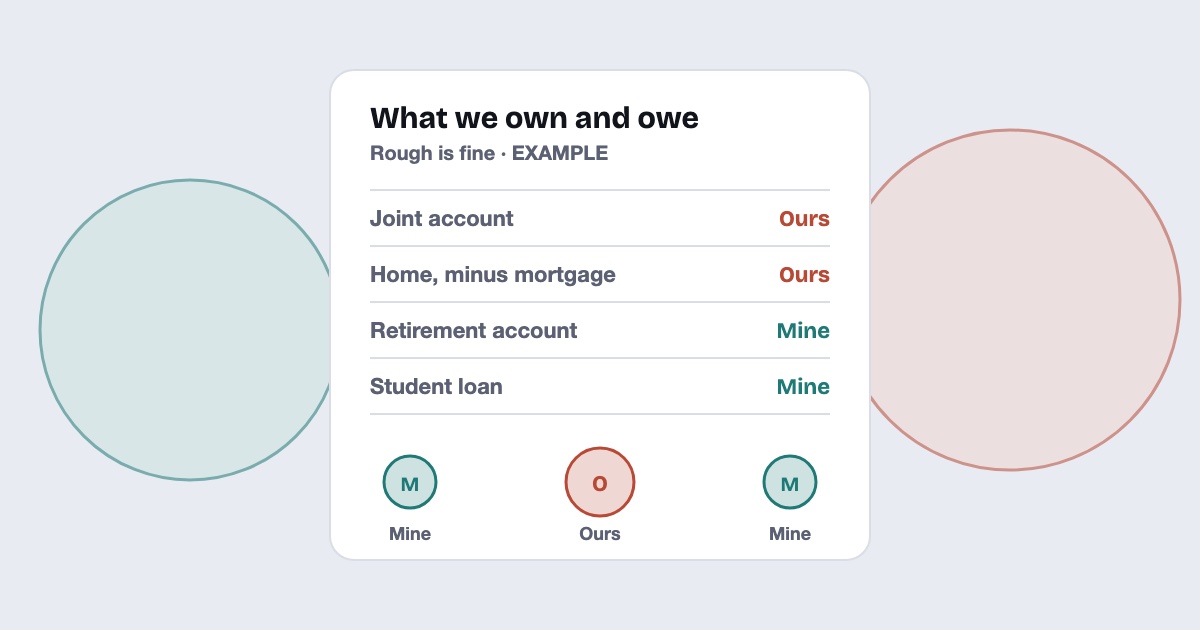 What we own and owe
Rough is fine · EXAMPLE
Joint account Ours
Home, minus mortgage Ours
Retirement account Mine
Student loan Mine
M O M
Mine Ours Mine